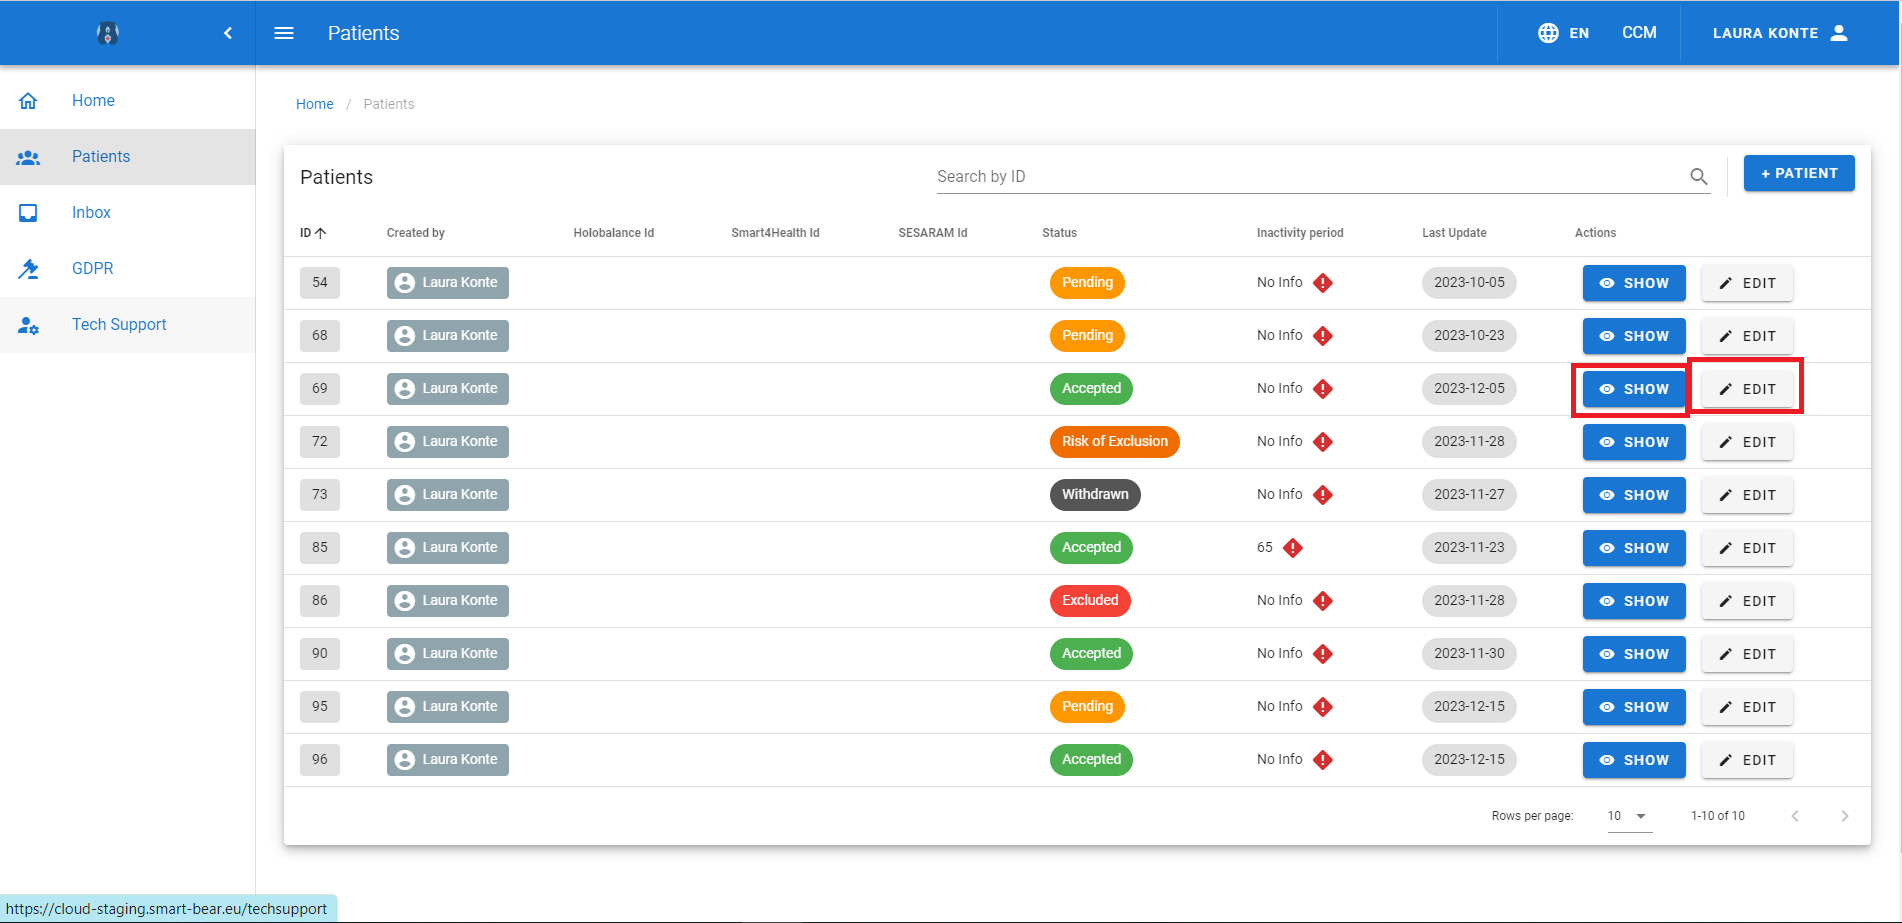 Patients
EN
CCM
LAURA KONTE
Home
Patients
Inbox
GDPR
Tech Support
Home / Patients
Patients
Search by ID
+ PATIENT
ID Created by Holobalance Id Smart4Health Id SESARAM Id Status Inactivity period Last Update Actions
54 Laura Konte Pending No Info 2023-10-05 SHOW EDIT
68 Laura Konte Pending No Info 2023-10-23 SHOW EDIT
69 Laura Konte Accepted No Info 2023-12-05 SHOW EDIT
72 Laura Konte Risk of Exclusion No Info 2023-11-28 SHOW EDIT
73 Laura Konte Withdrawn No Info 2023-11-27 SHOW EDIT
85 Laura Konte Accepted 65 2023-11-23 SHOW EDIT
86 Laura Konte Excluded No Info 2023-11-28 SHOW EDIT
90 Laura Konte Accepted No Info 2023-11-30 SHOW EDIT
95 Laura Konte Pending No Info 2023-12-15 SHOW EDIT
96 Laura Konte Accepted No Info 2023-12-15 SHOW EDIT
Rows per page: 10 1-10 of 10
https://cloud-staging.smart-bear.eu/techsupport